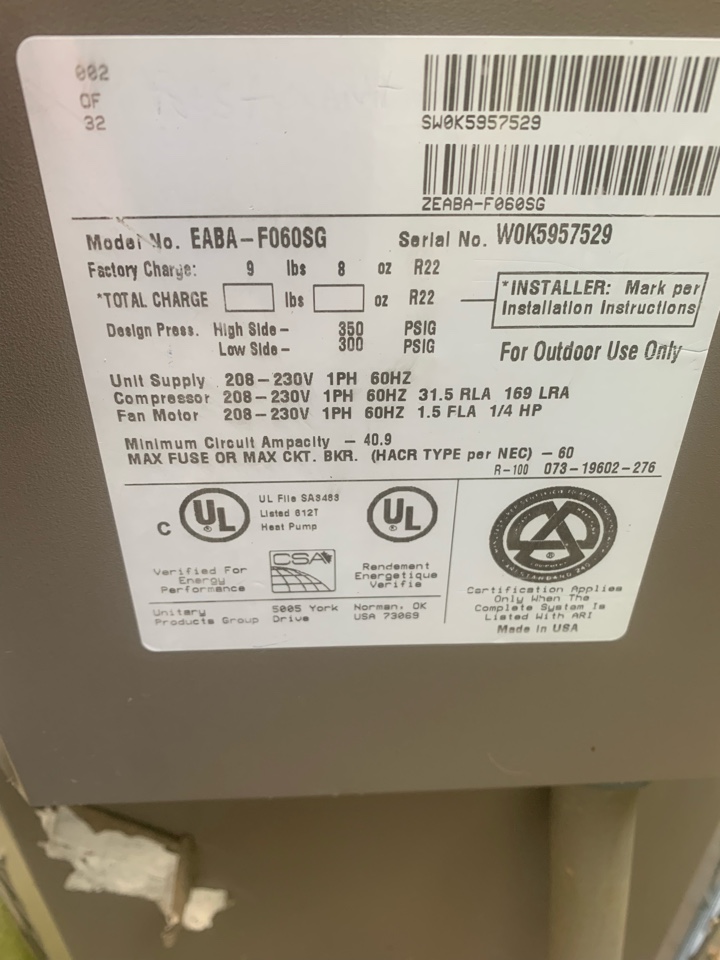 002
OF
32
SW0K5957529
ZEABA-F060SG
Model No. EABA-F060SG
Serial No. W0K5957529
Factory Charge: 9 lbs 8 oz R22
*TOTAL CHARGE lbs oz R22
*INSTALLER: Mark per
Installation Instructions
Design Press. High Side - 350 PSIG
Low Side - 300 PSIG
For Outdoor Use Only
Unit Supply 208-230V 1PH 60HZ
Compressor 208-230V 1PH 60HZ 31.5 RLA 169 LRA
Fan Motor 208-230V 1PH 60HZ 1.5 FLA 1/4 HP
Minimum Circuit Ampacity - 40.9
MAX FUSE OR MAX CKT. BKR. (HACR TYPE per NEC) - 60
R-100 073-19602-276
C UL
UL File SA3483
Listed 612T
Heat Pump
UL
Verified For
Energy
Performance
CSA
Rendement
Energetique
Verifie
Certification Applies
Only When The
Complete System Is
Listed With ARI
Made In USA
Unitary
Products Group
5005 York
Drive
Norman, OK
USA 73069